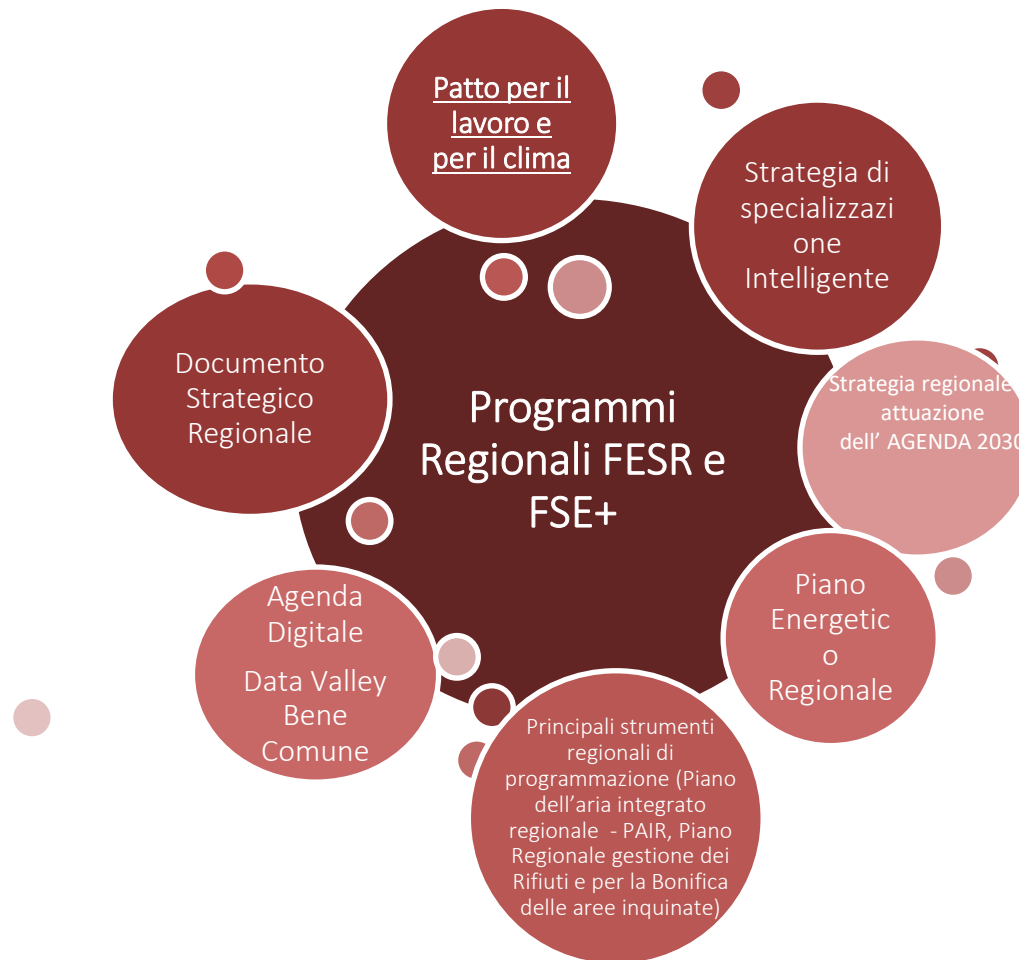 Patto per il
lavoro e
per il clima
Strategia di
specializzazi
one
Intelligente
Strategia regionale
attuazione
dell’ AGENDA 2030
Piano
Energetic
o
Regionale
Principali strumenti
regionali di
programmazione (Piano
dell’aria integrato
regionale  - PAIR, Piano
Regionale gestione dei
Rifiuti e per la Bonifica
delle aree inquinate)
Agenda
Digitale
Data Valley
Bene
Comune
Documento
Strategico
Regionale
Programmi
Regionali FESR e
FSE+